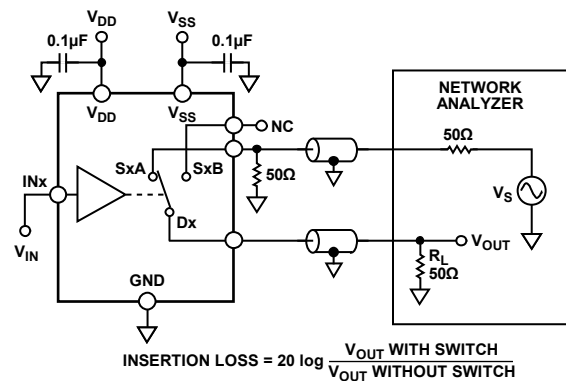 VDD
VSS
0.1µF
0.1µF
VDD
VSS
NC
NETWORK
ANALYZER
50Ω
SxA
SxB
50Ω
INx
VS
Dx
VOUT
VIN
RL
50Ω
GND
INSERTION LOSS = 20 log VOUT WITH SWITCH
VOUT WITHOUT SWITCH